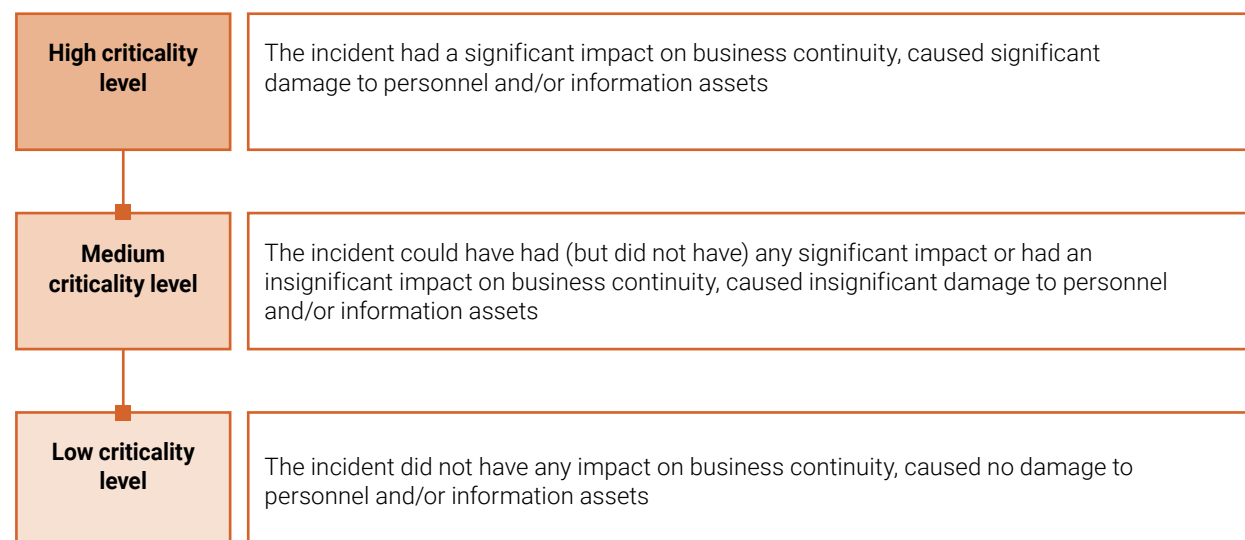 High criticality
level
The incident had a significant impact on business continuity, caused significant
damage to personnel and/or information assets
Medium
criticality level
The incident could have had (but did not have) any significant impact or had an
insignificant impact on business continuity, caused insignificant damage to personnel
and/or information assets
Low criticality
level
The incident did not have any impact on business continuity, caused no damage to
personnel and/or information assets